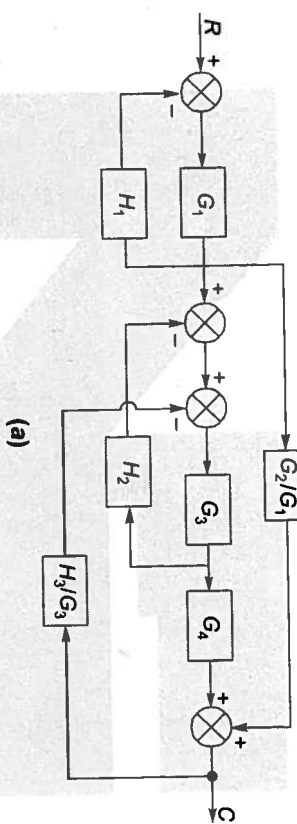 R
+
−
G₁
H₁
+
−
+
−
G₂/G₁
G₃
H₂
G₄
H₃/G₃
+
+
C
(a)